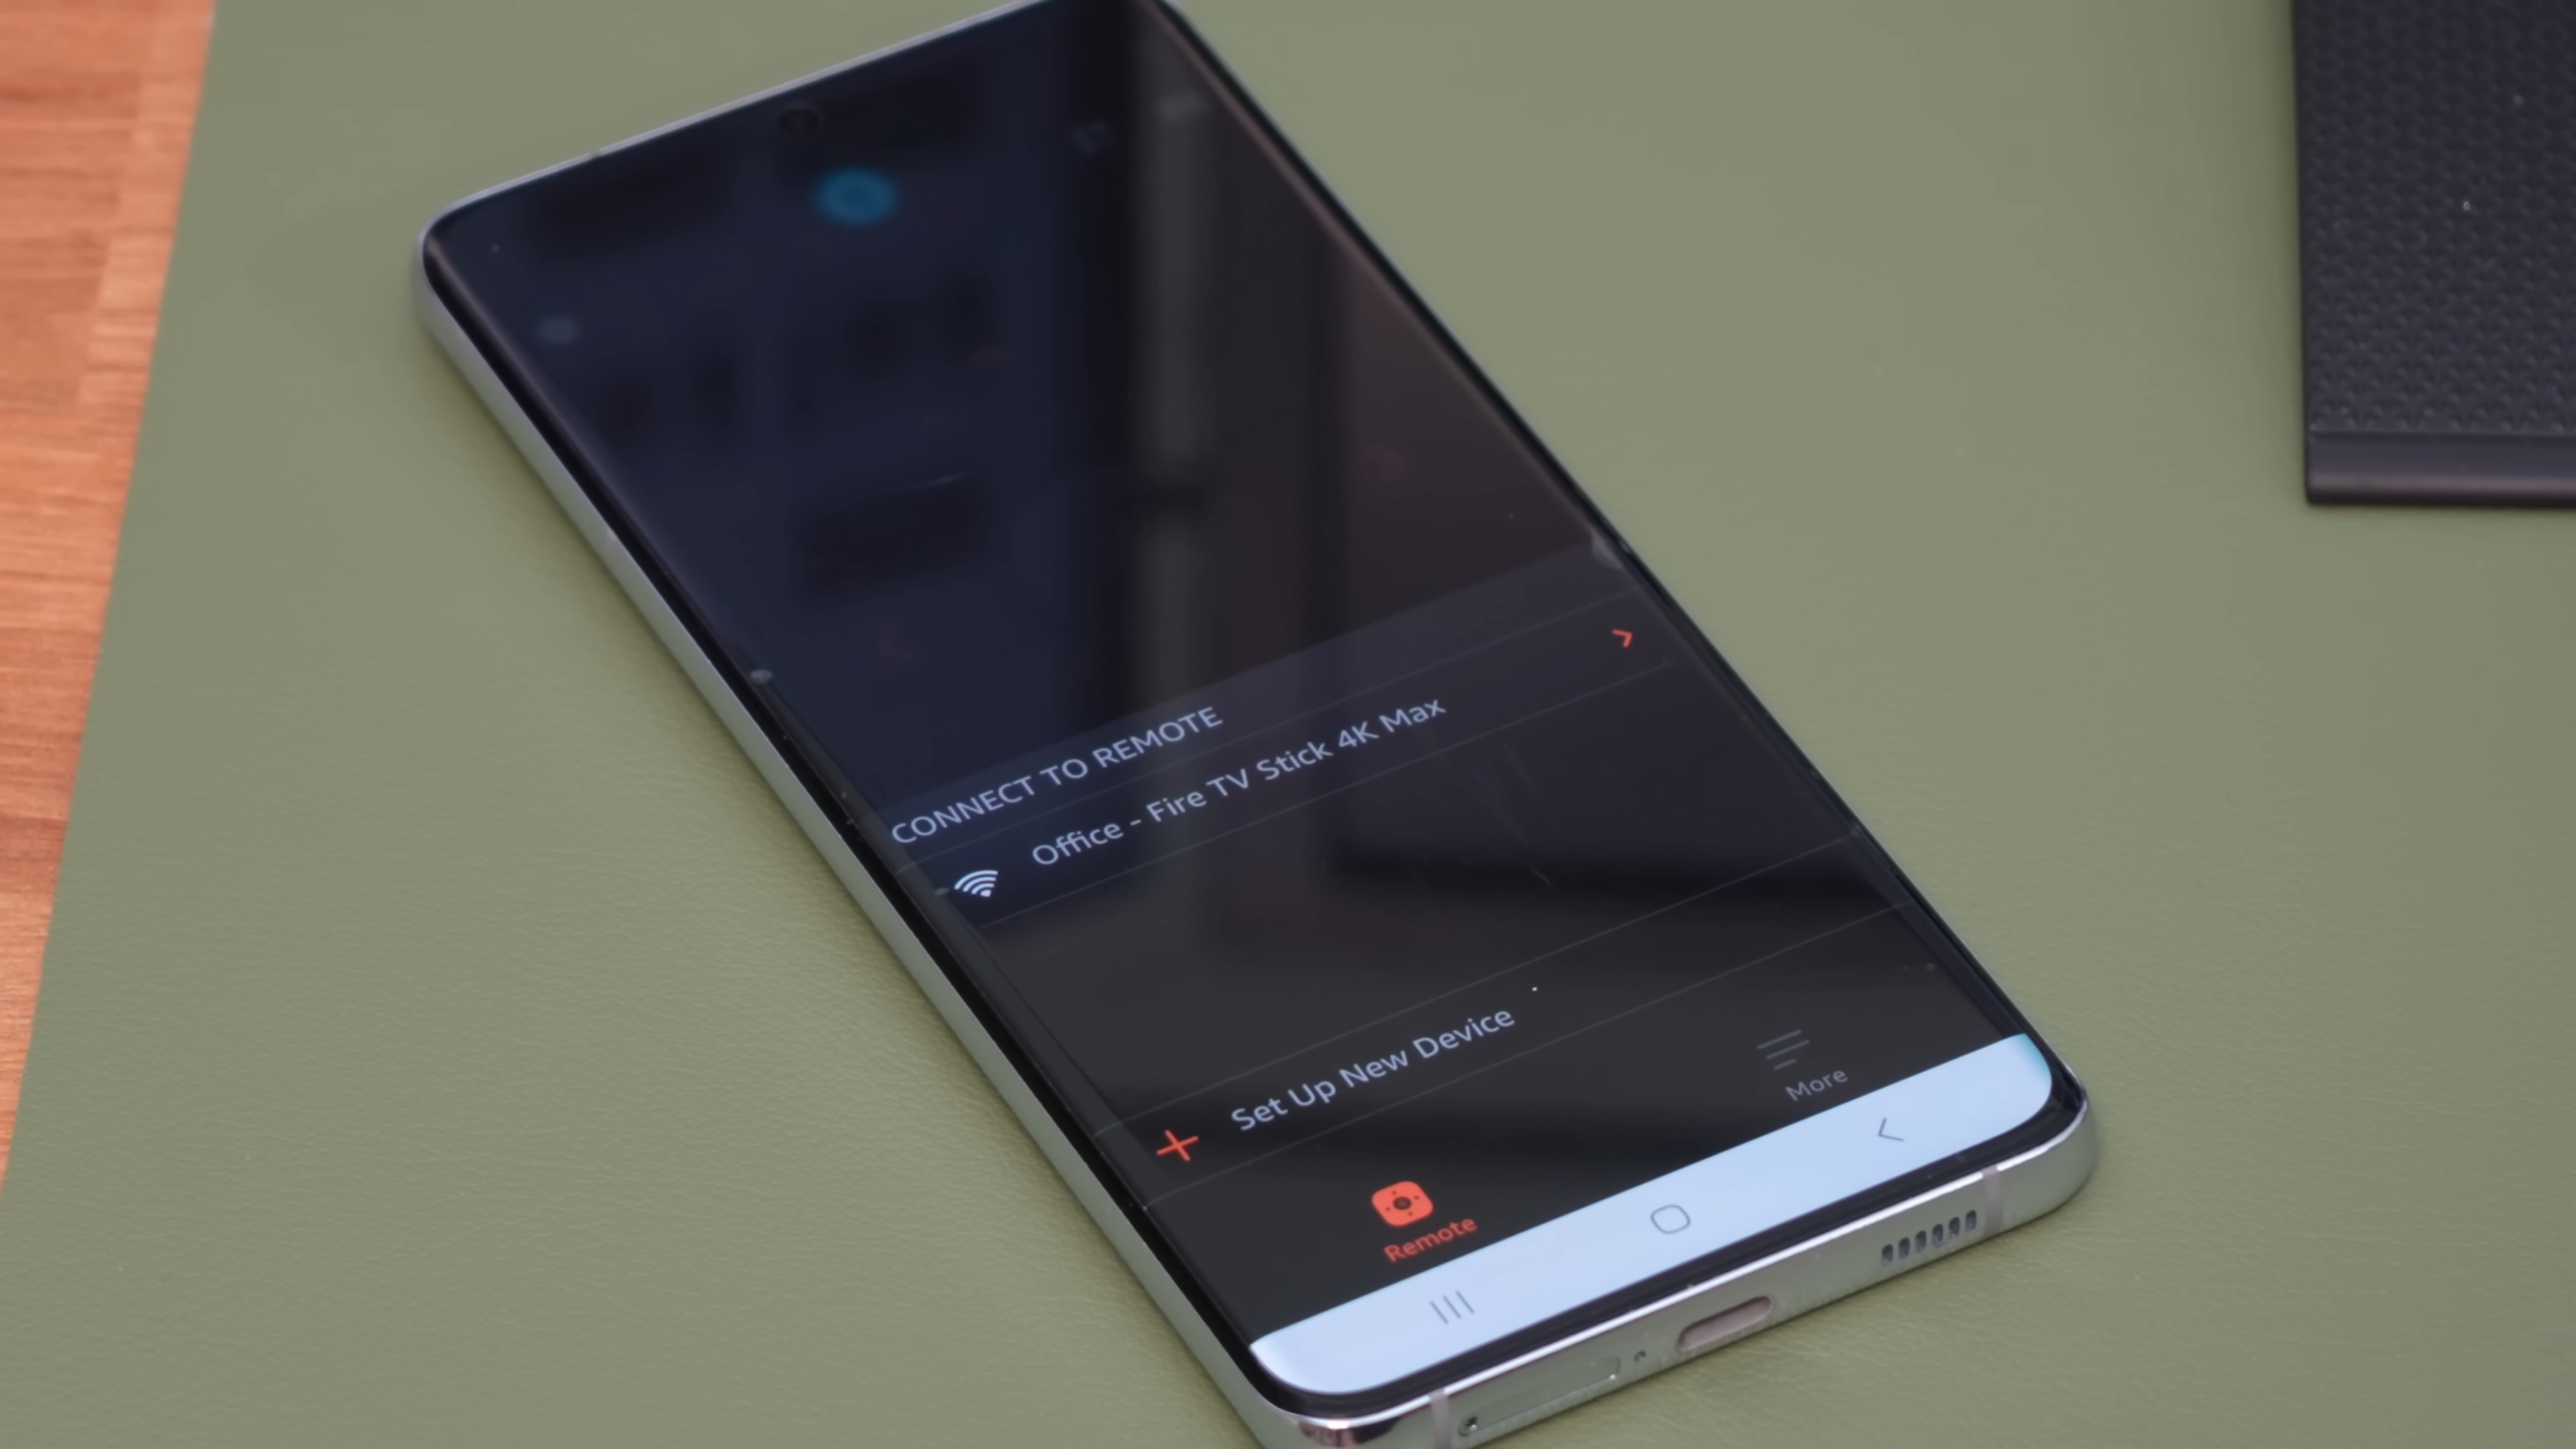 CONNECT TO REMOTE
Office - Fire TV Stick 4K Max
Set Up New Device
More
Remote